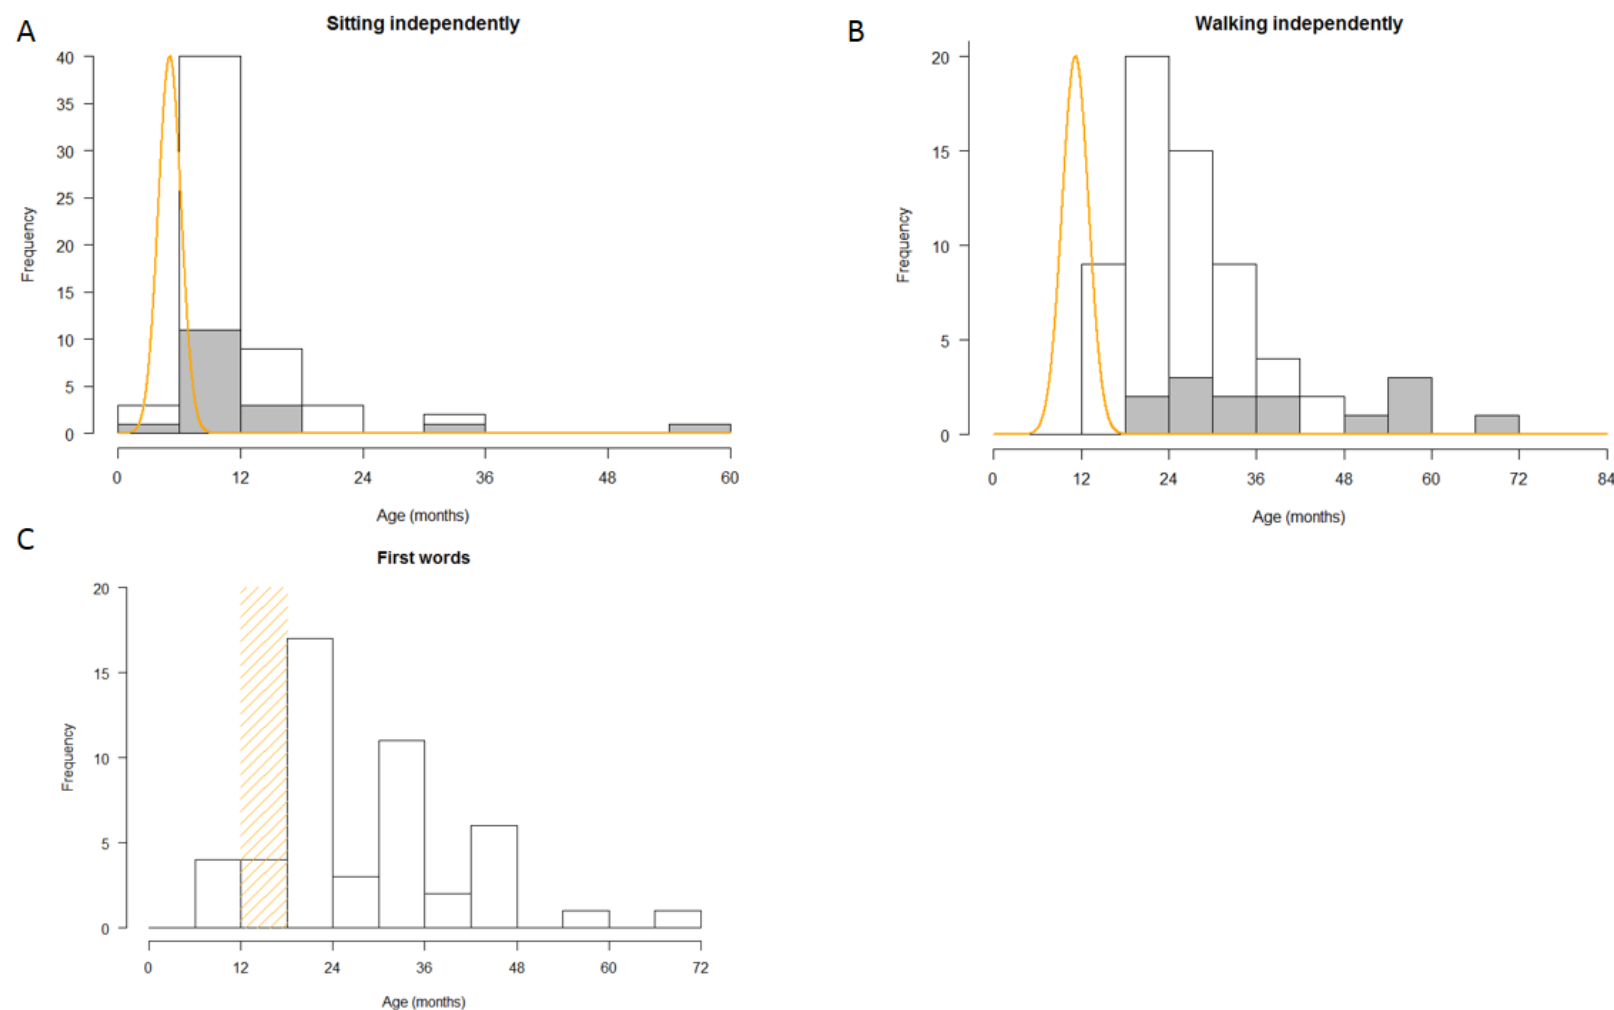 A
Sitting independently
Frequency
40
35
30
25
20
15
10
5
0
0 12 24 36 48 60
Age (months)
B
Walking independently
Frequency
20
15
10
5
0
0 12 24 36 48 60 72 84
Age (months)
C
First words
Frequency
20
15
10
5
0
0 12 24 36 48 60 72
Age (months)